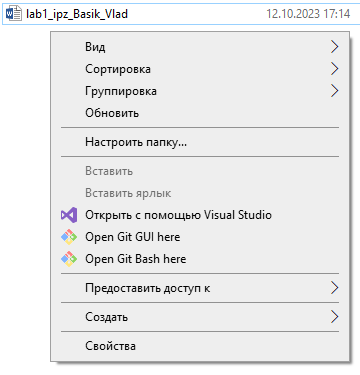 lab1_ipz_Basik_Vlad 12.10.2023 17:14
Вид
Сортировка
Группировка
Обновить
Настроить папку...
Вставить
Вставить ярлык
Открыть с помощью Visual Studio
Open Git GUI here
Open Git Bash here
Предоставить доступ к
Создать
Свойства